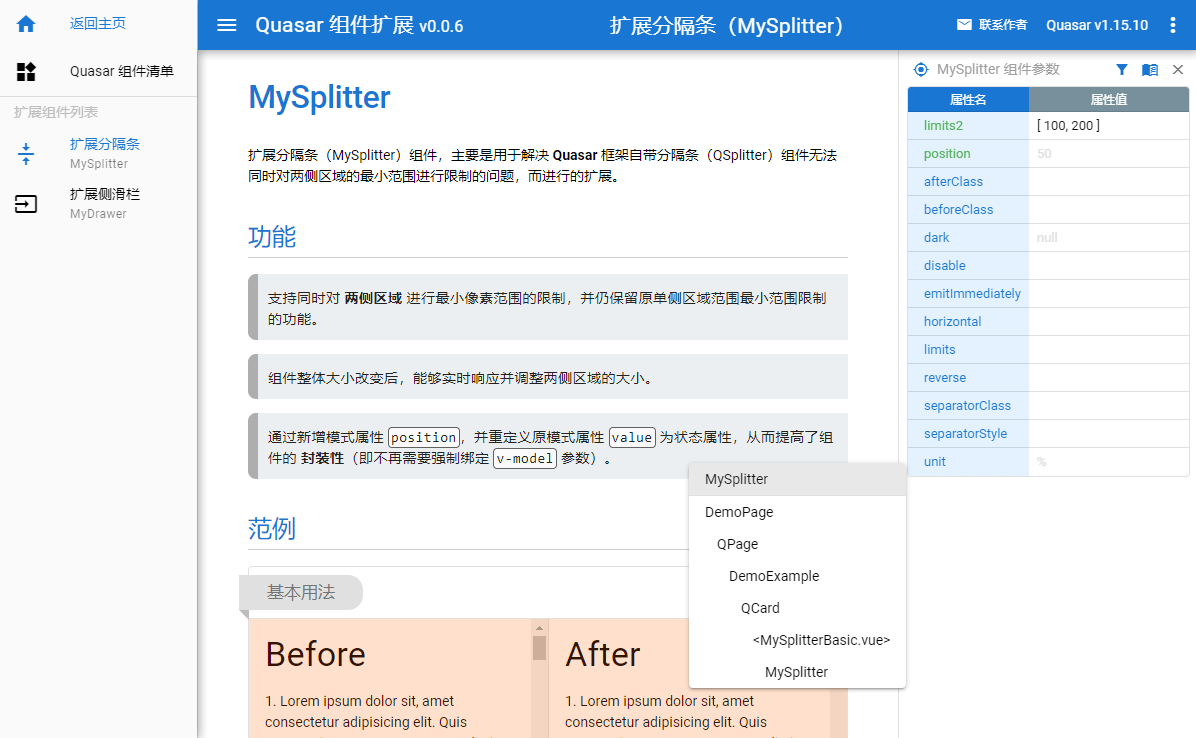 返回主页
Quasar 组件清单
扩展组件列表
扩展分隔条
MySplitter
扩展侧滑栏
MyDrawer
Quasar 组件扩展 v0.0.6
扩展分隔条（MySplitter）
联系作者
Quasar v1.15.10
MySplitter
扩展分隔条（MySplitter）组件，主要是用于解决 Quasar 框架自带分隔条（QSplitter）组件无法
同时对两侧区域的最小范围进行限制的问题，而进行的扩展。
功能
支持同时对 两侧区域 进行最小像素范围的限制，并仍保留原单侧区域范围最小范围限制
的功能。
组件整体大小改变后，能够实时响应并调整两侧区域的大小。
通过新增模式属性 position，并重定义原模式属性 value 为状态属性，从而提高了组
件的 封装性（即不再需要强制绑定 v-model 参数）。
范例
基本用法
Before
1. Lorem ipsum dolor sit, amet
consectetur adipisicing elit. Quis
After
1. Lorem ipsum dolor sit, amet
consectetur adipisicing elit. Quis
MySplitter
DemoPage
QPage
DemoExample
QCard
<MySplitterBasic.vue>
MySplitter
MySplitter 组件参数
属性名 属性值
limits2 [ 100, 200 ]
position 50
afterClass
beforeClass
dark null
disable
emitImmediately
horizontal
limits
reverse
separatorClass
separatorStyle
unit %